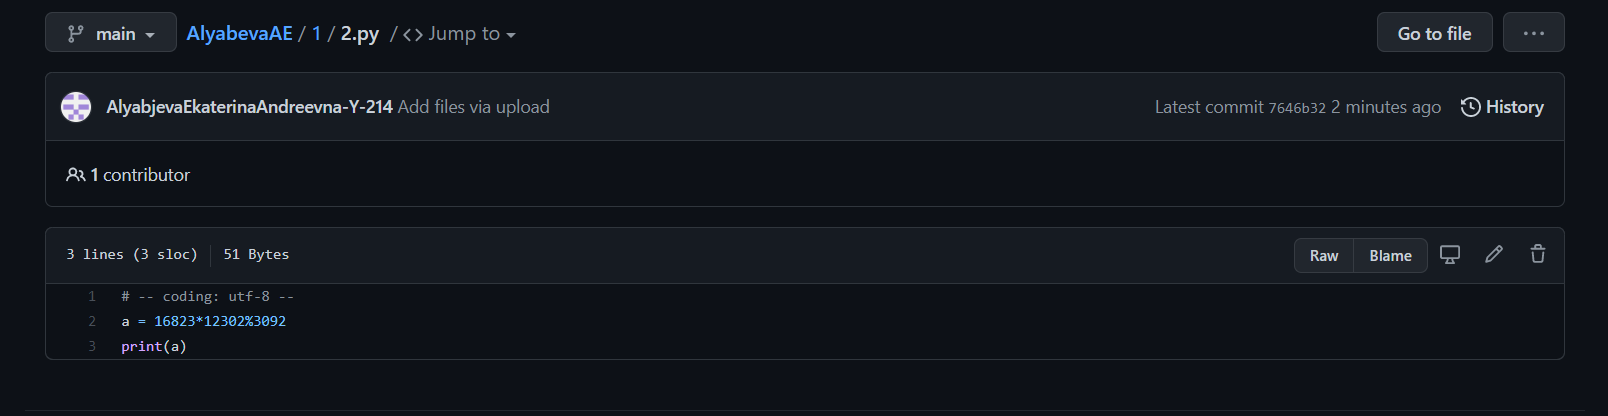 main AlyabevaAE / 1 / 2.py / <> Jump to Go to file ...
AlyabjevaEkaterinaAndreevna-Y-214 Add files via upload Latest commit 7646b32 2 minutes ago History
1 contributor
3 lines (3 sloc) 51 Bytes Raw Blame
1 # -- coding: utf-8 --
2 a = 16823*12302%3092
3 print(a)